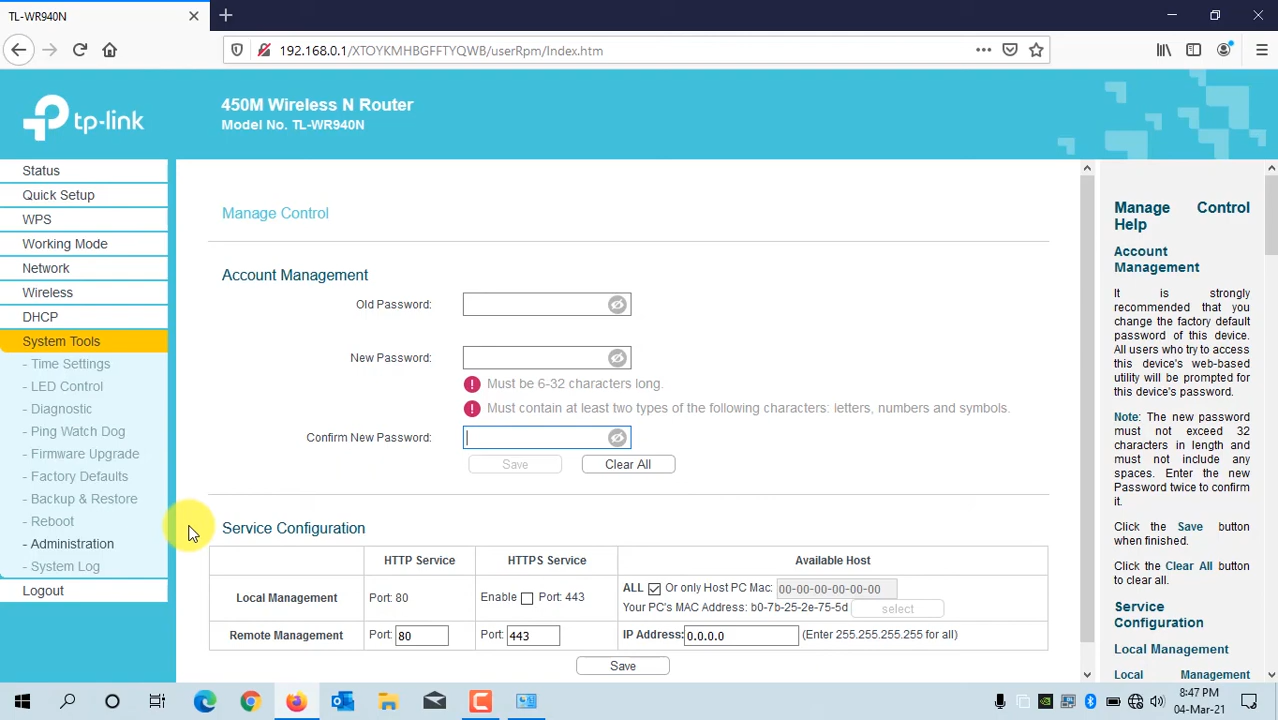 TL-WR940N
192.168.0.1/XTOYKMHBGFFTYQWB/userRpm/Index.htm
tp-link
450M Wireless N Router
Model No. TL-WR940N
Status
Quick Setup
WPS
Working Mode
Network
Wireless
DHCP
System Tools
- Time Settings
- LED Control
- Diagnostic
- Ping Watch Dog
- Firmware Upgrade
- Factory Defaults
- Backup & Restore
- Reboot
- Administration
- System Log
Logout
Manage Control
Account Management
Old Password:
New Password:
Must be 6-32 characters long.
Must contain at least two types of the following characters: letters, numbers and symbols.
Confirm New Password:
Save Clear All
Service Configuration
HTTP Service HTTPS Service Available Host
Local Management Port: 80 Enable Port: 443 ALL Or only Host PC Mac: 00-00-00-00-00-00
Your PC's MAC Address: b0-7b-25-2e-75-5d select
Remote Management Port: 80 Port: 443 IP Address: 0.0.0.0 (Enter 255.255.255.255 for all)
Save
Manage Control
Help
Account
Management
It is strongly
recommended that you
change the factory default
password of this device.
All users who try to access
this device's web-based
utility will be prompted for
this device's password.
Note: The new password
must not exceed 32
characters in length and
must not include any
spaces. Enter the new
Password twice to confirm
it.
Click the Save button
when finished.
Click the Clear All button
to clear all.
Service
Configuration
Local Management
Local Management
8:47 PM
04-Mar-21